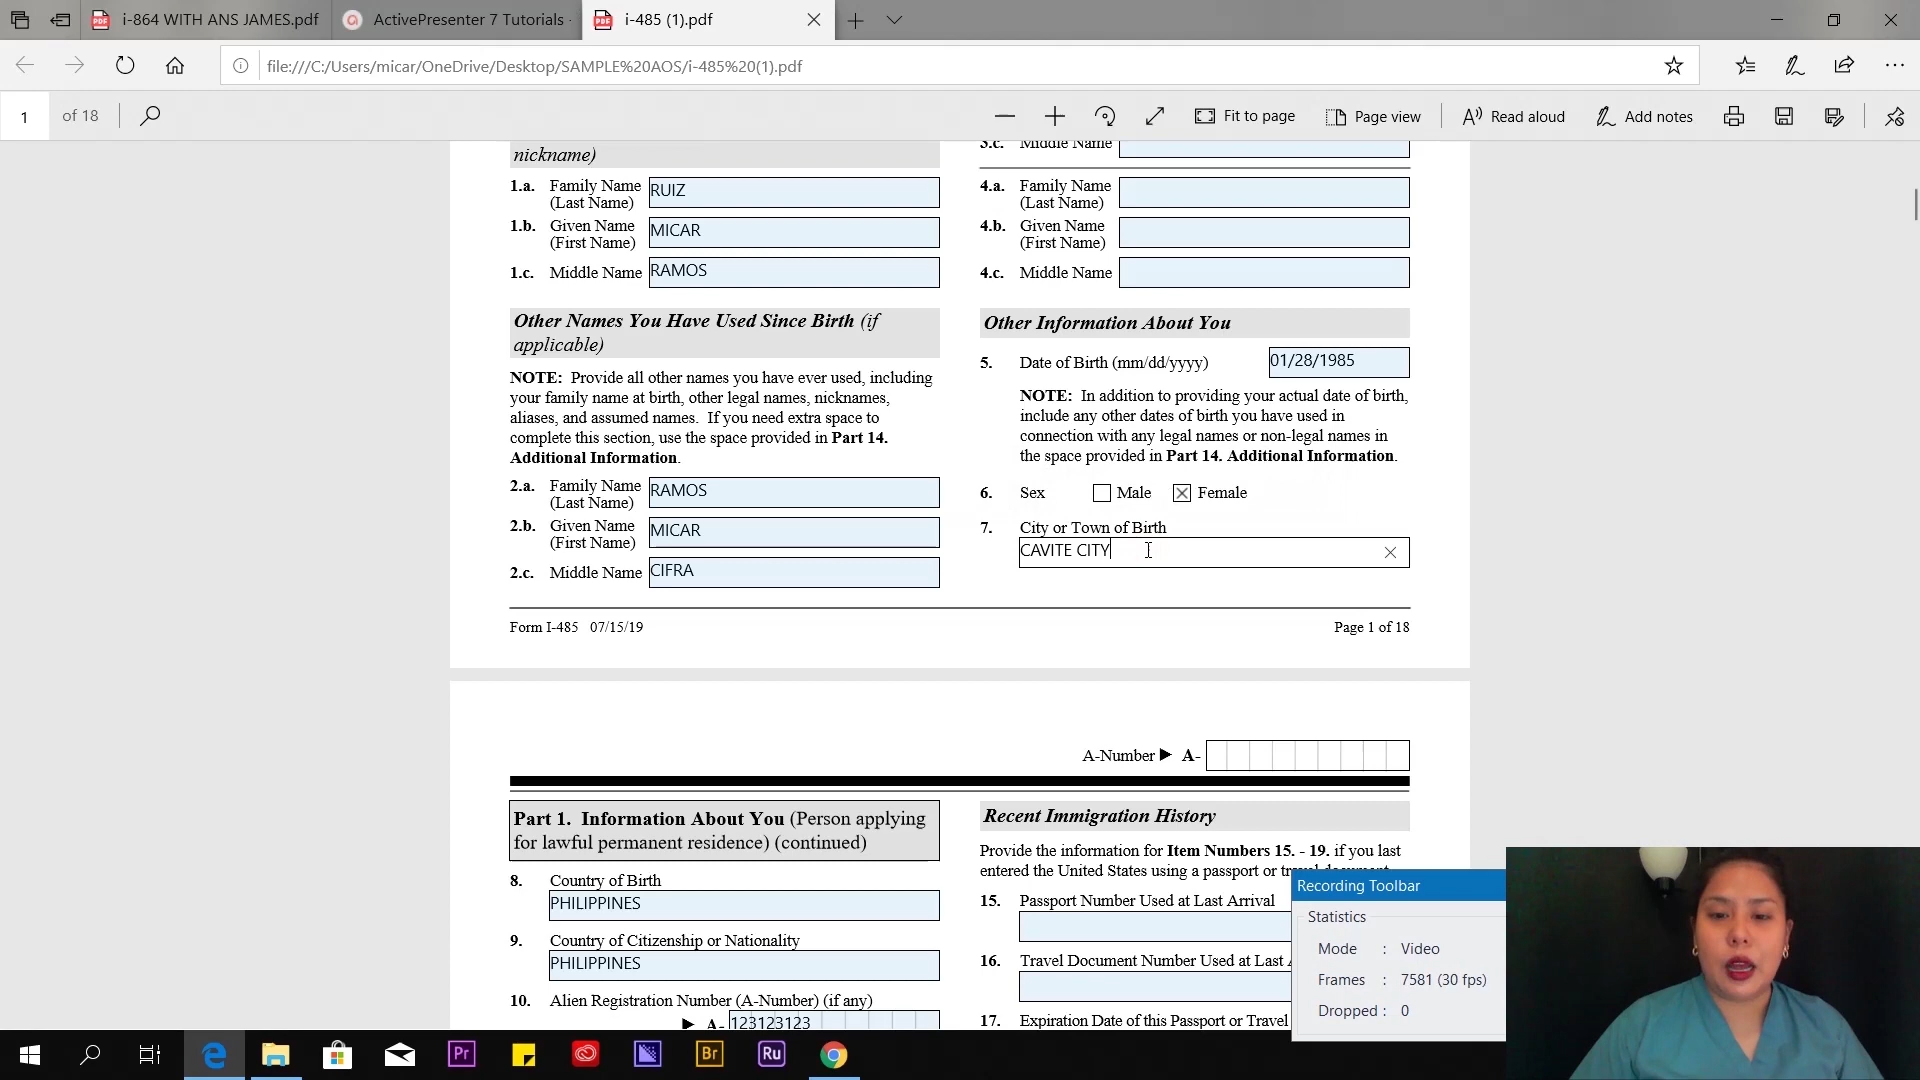 i-864 WITH ANS JAMES.pdf
ActivePresenter 7 Tutorials -
i-485 (1).pdf
file:///C:/Users/micar/OneDrive/Desktop/SAMPLE%20AOS/i-485%20(1).pdf
1 of 18
Fit to page
Page view
Read aloud
Add notes
nickname)
1.a. Family Name (Last Name) RUIZ
1.b. Given Name (First Name) MICAR
1.c. Middle Name RAMOS
Other Names You Have Used Since Birth (if
applicable)
NOTE: Provide all other names you have ever used, including
your family name at birth, other legal names, nicknames,
aliases, and assumed names. If you need extra space to
complete this section, use the space provided in Part 14.
Additional Information.
2.a. Family Name (Last Name) RAMOS
2.b. Given Name (First Name) MICAR
2.c. Middle Name CIFRA
3.c. Middle Name
4.a. Family Name (Last Name)
4.b. Given Name (First Name)
4.c. Middle Name
Other Information About You
5. Date of Birth (mm/dd/yyyy) 01/28/1985
NOTE: In addition to providing your actual date of birth,
include any other dates of birth you have used in
connection with any legal names or non-legal names in
the space provided in Part 14. Additional Information.
6. Sex Male Female
7. City or Town of Birth
CAVITE CITY
Form I-485 07/15/19 Page 1 of 18
A-Number ► A-
Part 1. Information About You (Person applying
for lawful permanent residence) (continued)
8. Country of Birth
PHILIPPINES
9. Country of Citizenship or Nationality
PHILIPPINES
10. Alien Registration Number (A-Number) (if any)
► A- 123123123
Recent Immigration History
Provide the information for Item Numbers 15. - 19. if you last
entered the United States using a passport or travel document.
15. Passport Number Used at Last Arrival
16. Travel Document Number Used at Last A
17. Expiration Date of this Passport or Travel
Recording Toolbar
Statistics
Mode : Video
Frames : 7581 (30 fps)
Dropped : 0
Pr
Br
Ru